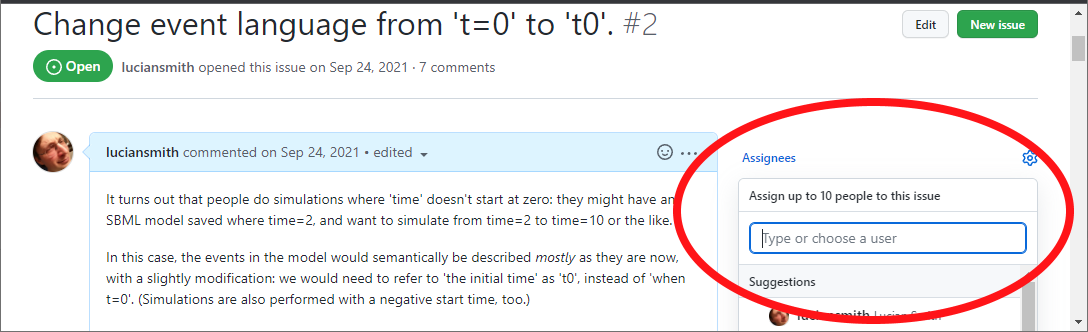 Change event language from 't=0' to 't0'. #2
Edit
New issue
Open
luciansmith opened this issue on Sep 24, 2021 · 7 comments
luciansmith commented on Sep 24, 2021 • edited
It turns out that people do simulations where 'time' doesn't start at zero: they might have an
SBML model saved where time=2, and want to simulate from time=2 to time=10 or the like.
In this case, the events in the model would semantically be described mostly as they are now,
with a slightly modification: we would need to refer to 'the initial time' as 't0', instead of 'when
t=0'. (Simulations are also performed with a negative start time, too.)
Assignees
Assign up to 10 people to this issue
Type or choose a user
Suggestions
luciansmith Lucian Smith